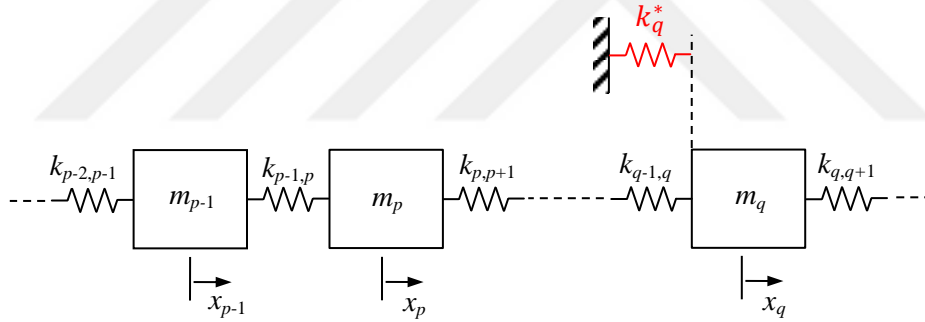 k*q
kp-2,p-1 kp-1,p kp,p+1 kq-1,q kq,q+1
mp-1 mp mq
xp-1 xp xq